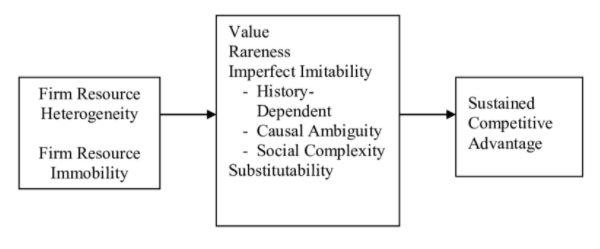 Firm Resource
Heterogeneity
Firm Resource
Immobility
Value
Rareness
Imperfect Imitability
- History-
Dependent
- Causal Ambiguity
- Social Complexity
Substitutability
Sustained
Competitive
Advantage